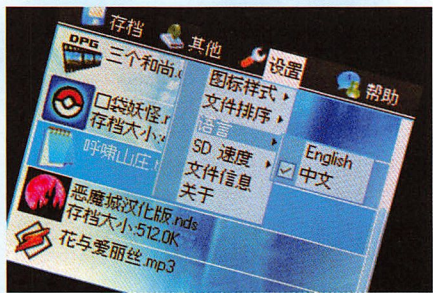 存档 其他 设置 帮助
DPG
三个和尚.d
口袋妖怪.r
存档大小:
呼啸山庄.t
恶魔城汉化版.nds
存档大小:512.0K
花与爱丽丝.mp3
图标样式
文件排序
语言
SD 速度
文件信息
关于
English
中文